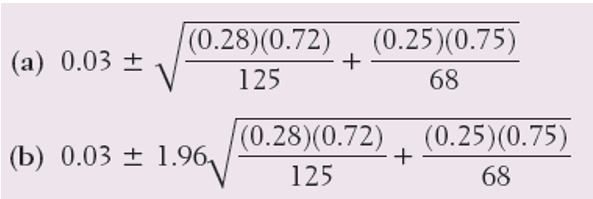 (a) 0.03 ± √((0.28)(0.72)/125 + (0.25)(0.75)/68)
(b) 0.03 ± 1.96√((0.28)(0.72)/125 + (0.25)(0.75)/68)